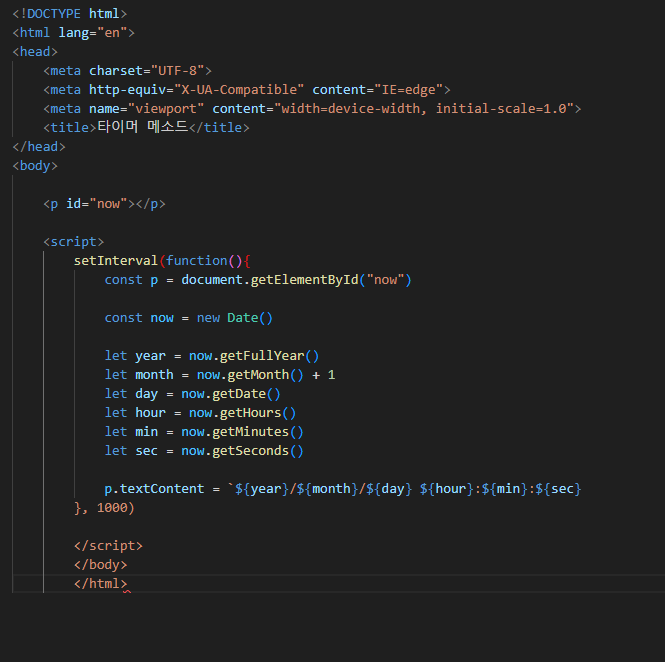 <!DOCTYPE html>
<html lang="en">
<head>
    <meta charset="UTF-8">
    <meta http-equiv="X-UA-Compatible" content="IE=edge">
    <meta name="viewport" content="width=device-width, initial-scale=1.0">
    <title>타이머 메소드</title>
</head>
<body>

    <p id="now"></p>

    <script>
        setInterval(function(){
            const p = document.getElementById("now")

            const now = new Date()

            let year = now.getFullYear()
            let month = now.getMonth() + 1
            let day = now.getDate()
            let hour = now.getHours()
            let min = now.getMinutes()
            let sec = now.getSeconds()

            p.textContent = `${year}/${month}/${day} ${hour}:${min}:${sec}
        }, 1000)

        </script>
        </body>
        </html>